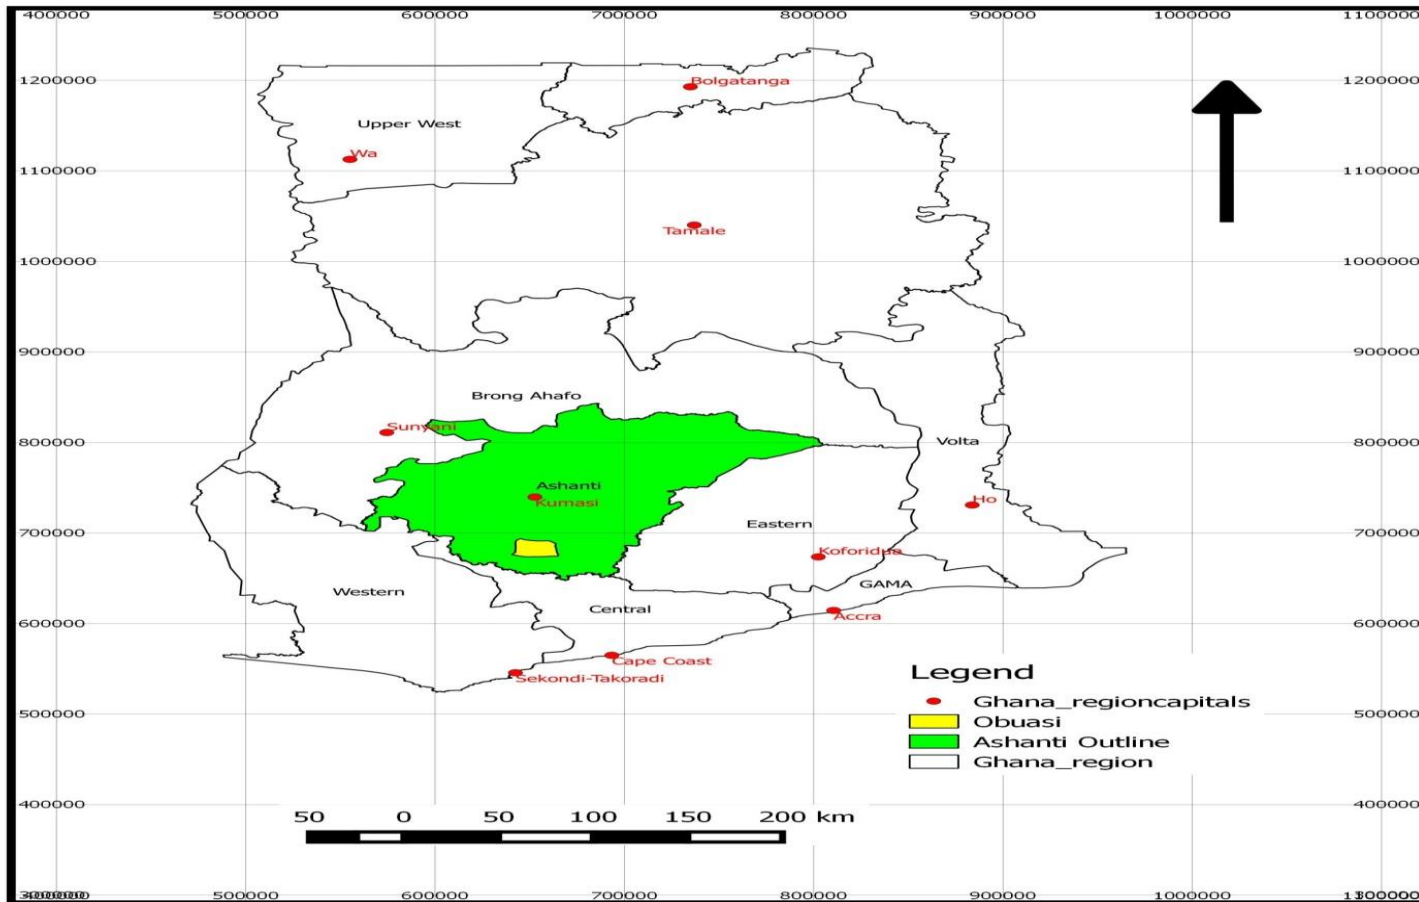 400000 500000 600000 700000 800000 900000 1000000 1100000
1200000 1200000
Bolgatanga
Upper West
Wa
1100000 1100000
Tamale
1000000 1000000
900000 900000
Brong Ahafo
Sunyani
800000 800000
Volta
Ashanti
Kumasi
Ho
Eastern
700000 700000
Koforidua
GAMA
Western
Central
Accra
600000 600000
Cape Coast
Sekondi-Takoradi
Legend
Ghana_regioncapitals
Obuasi
Ashanti Outline
Ghana_region
500000 500000
400000 400000
50 0 50 100 150 200 km
500000 600000 700000 800000 900000 1000000